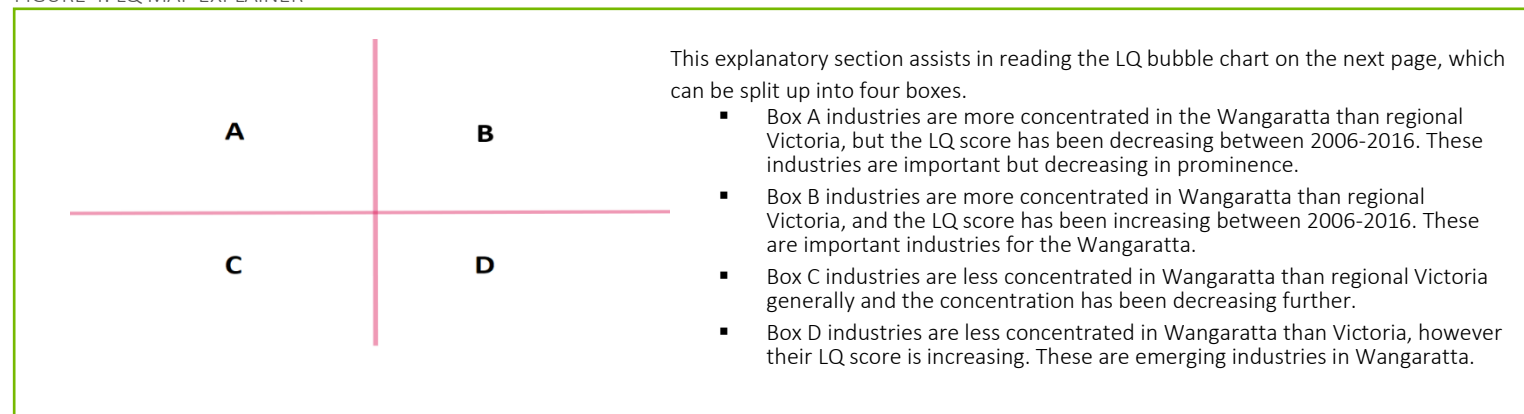 FIGURE 4. LQ MAP EXPLAINER
A
B
C
D
This explanatory section assists in reading the LQ bubble chart on the next page, which
can be split up into four boxes.
▪ Box A industries are more concentrated in the Wangaratta than regional
Victoria, but the LQ score has been decreasing between 2006-2016. These
industries are important but decreasing in prominence.
▪ Box B industries are more concentrated in Wangaratta than regional
Victoria, and the LQ score has been increasing between 2006-2016. These
are important industries for the Wangaratta.
▪ Box C industries are less concentrated in Wangaratta than regional Victoria
generally and the concentration has been decreasing further.
▪ Box D industries are less concentrated in Wangaratta than Victoria, however
their LQ score is increasing. These are emerging industries in Wangaratta.